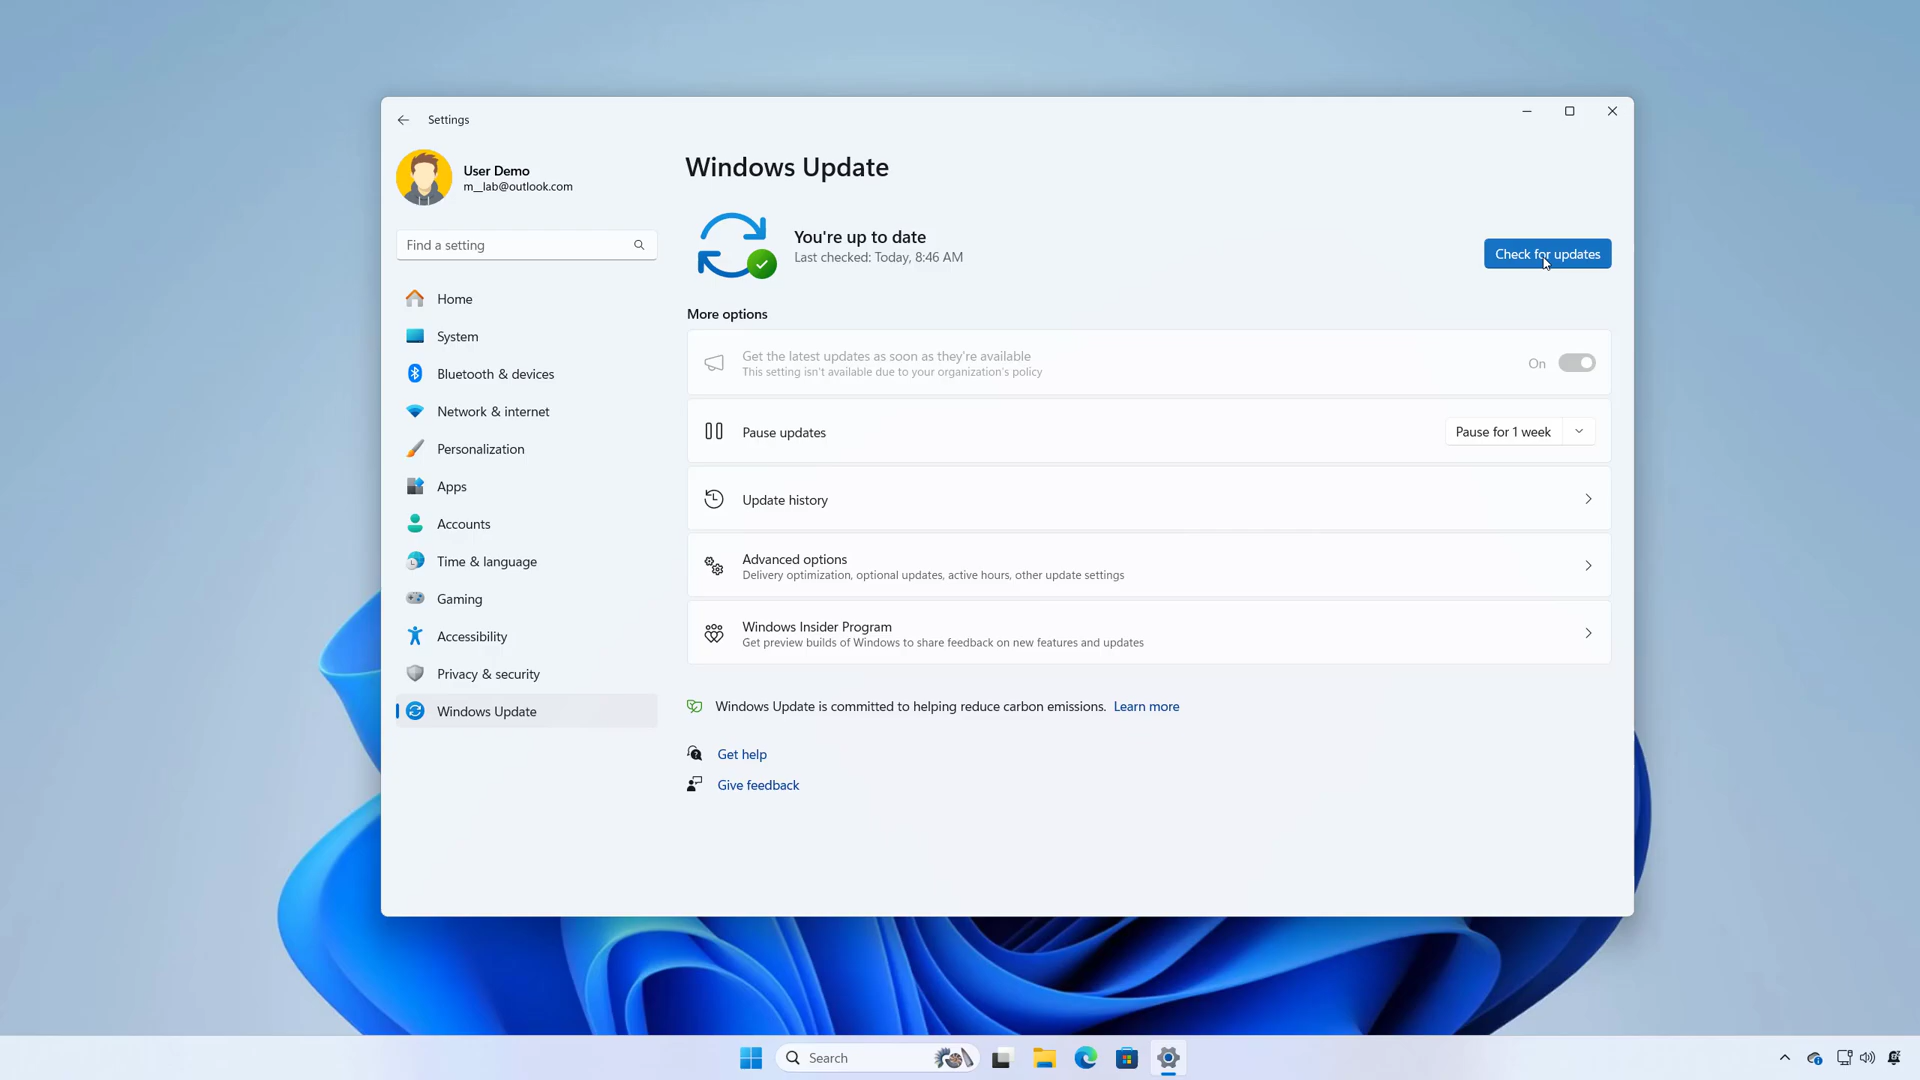 Settings
User Demo
m__lab@outlook.com
Find a setting
Home
System
Bluetooth & devices
Network & internet
Personalization
Apps
Accounts
Time & language
Gaming
Accessibility
Privacy & security
Windows Update
Windows Update
You're up to date
Last checked: Today, 8:46 AM
Check for updates
More options
Get the latest updates as soon as they're available
This setting isn't available due to your organization's policy
On
Pause updates
Pause for 1 week
Update history
Advanced options
Delivery optimization, optional updates, active hours, other update settings
Windows Insider Program
Get preview builds of Windows to share feedback on new features and updates
Windows Update is committed to helping reduce carbon emissions. Learn more
Get help
Give feedback
Search